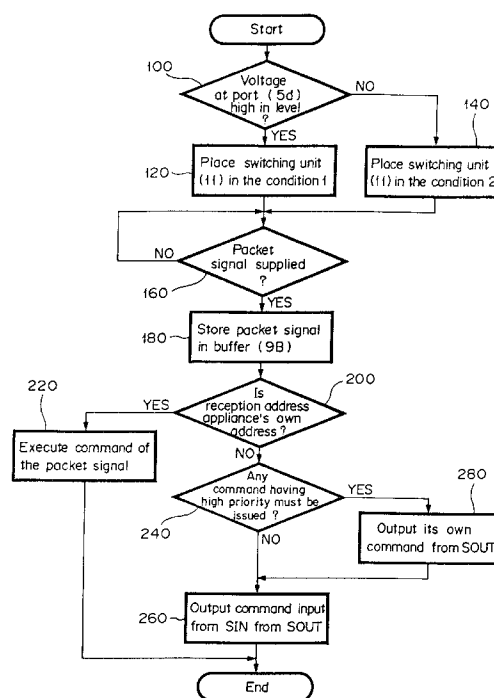 Start
100
Voltage
at port (5d)
high in level
?
NO
YES
140
120
Place switching unit
(11) in the condition 1
Place switching unit
(11) in the condition 2
NO
Packet
signal supplied
?
160
YES
180
Store packet signal
in buffer (9B)
200
Is
reception address
appliance's own
address ?
YES
NO
220
Execute command of
the packet signal
Any
command having
high priority must be
issued ?
240
YES
NO
280
Output its own
command from SOUT
260
Output command input
from SIN from SOUT
End